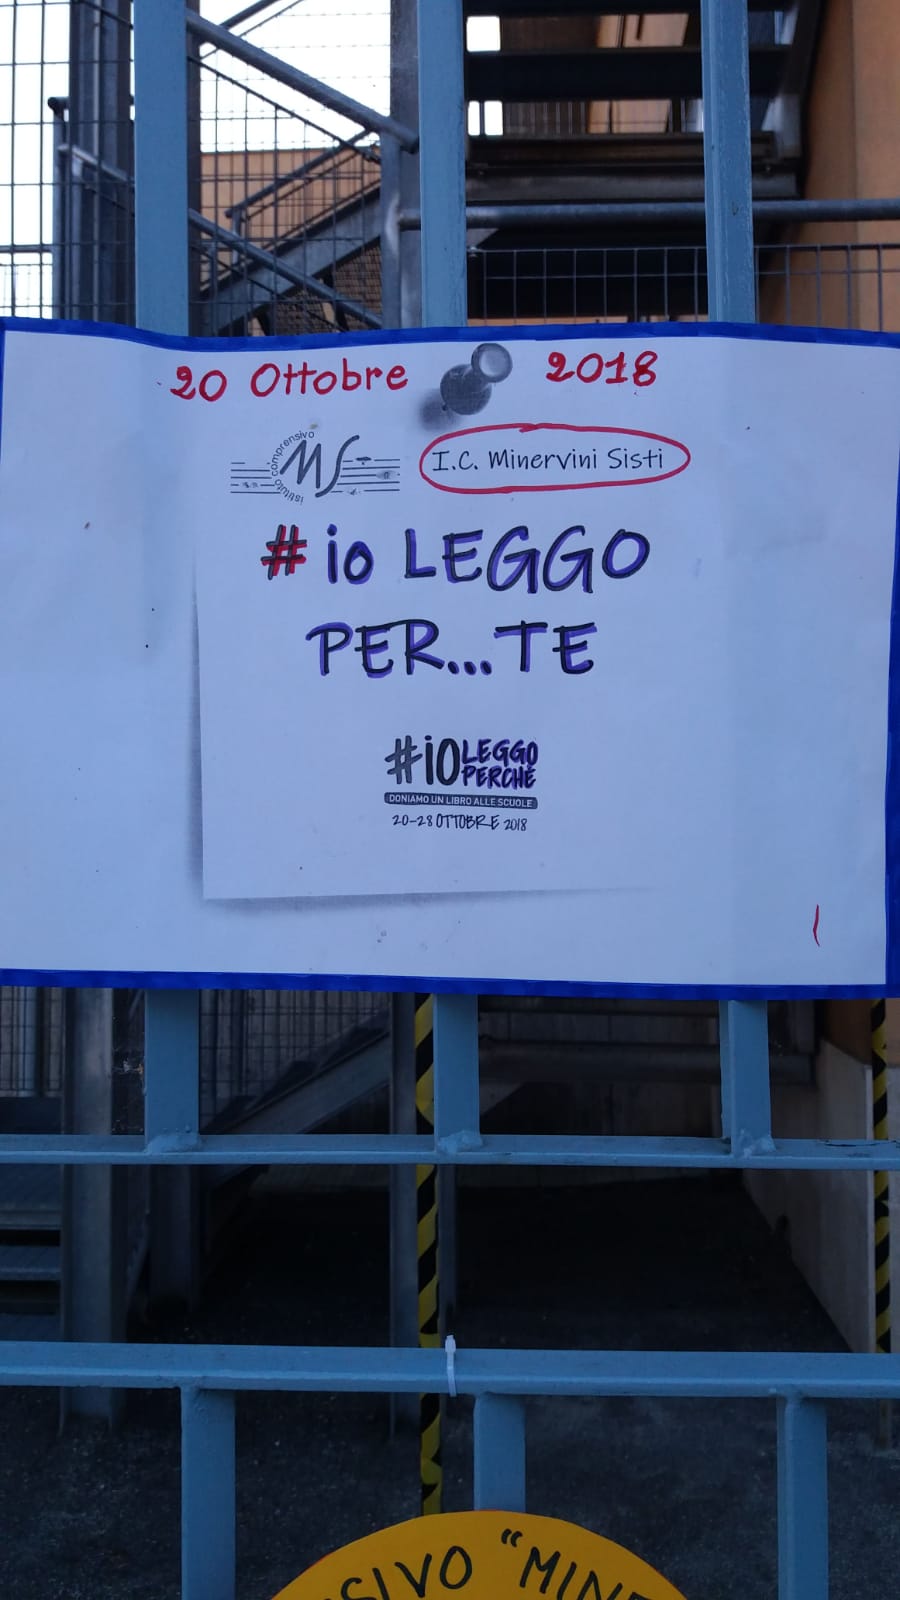 20 Ottobre 2018
istituto comprensivo
MS
I.C. Minervini Sisti
#io LEGGO
PER...TE
#iO LEGGO
PERCHÉ
DONIAMO UN LIBRO ALLE SCUOLE
20-28 OTTOBRE 2018
SIVO "MINE